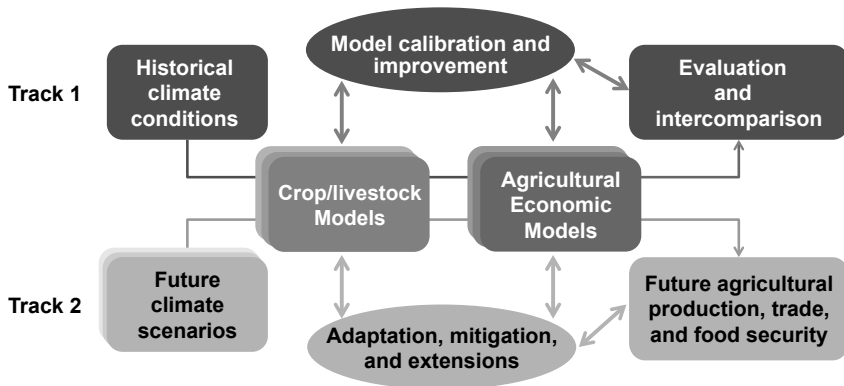 Track 1
Historical
climate
conditions
Model calibration and
improvement
Evaluation
and
intercomparison
Crop/livestock
Models
Agricultural
Economic
Models
Track 2
Future
climate
scenarios
Adaptation, mitigation,
and extensions
Future agricultural
production, trade,
and food security